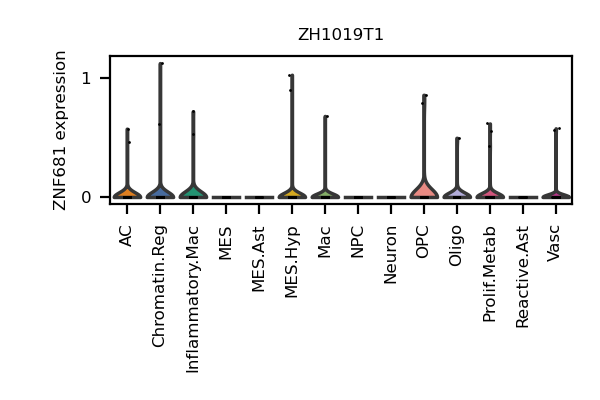 ZH1019T1
ZNF681 expression
1
0
AC
Chromatin.Reg
Inflammatory.Mac
MES
MES.Ast
MES.Hyp
Mac
NPC
Neuron
OPC
Oligo
Prolif.Metab
Reactive.Ast
Vasc